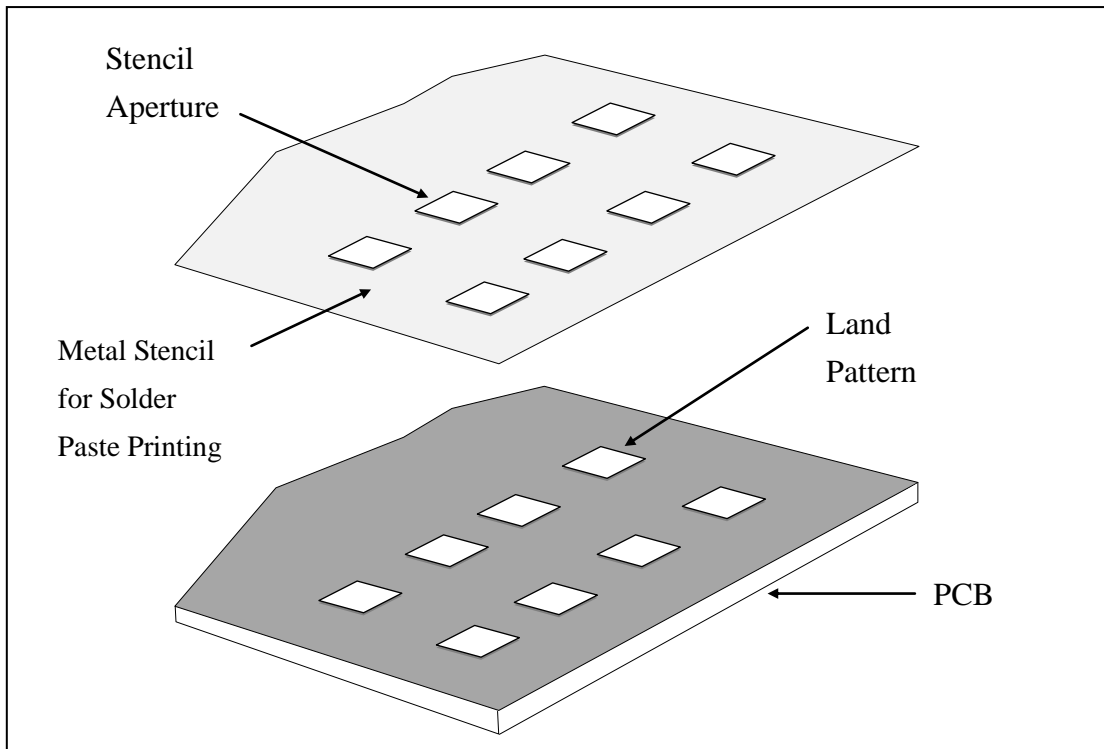 Stencil
Aperture
Metal Stencil
for Solder
Paste Printing
Land
Pattern
PCB